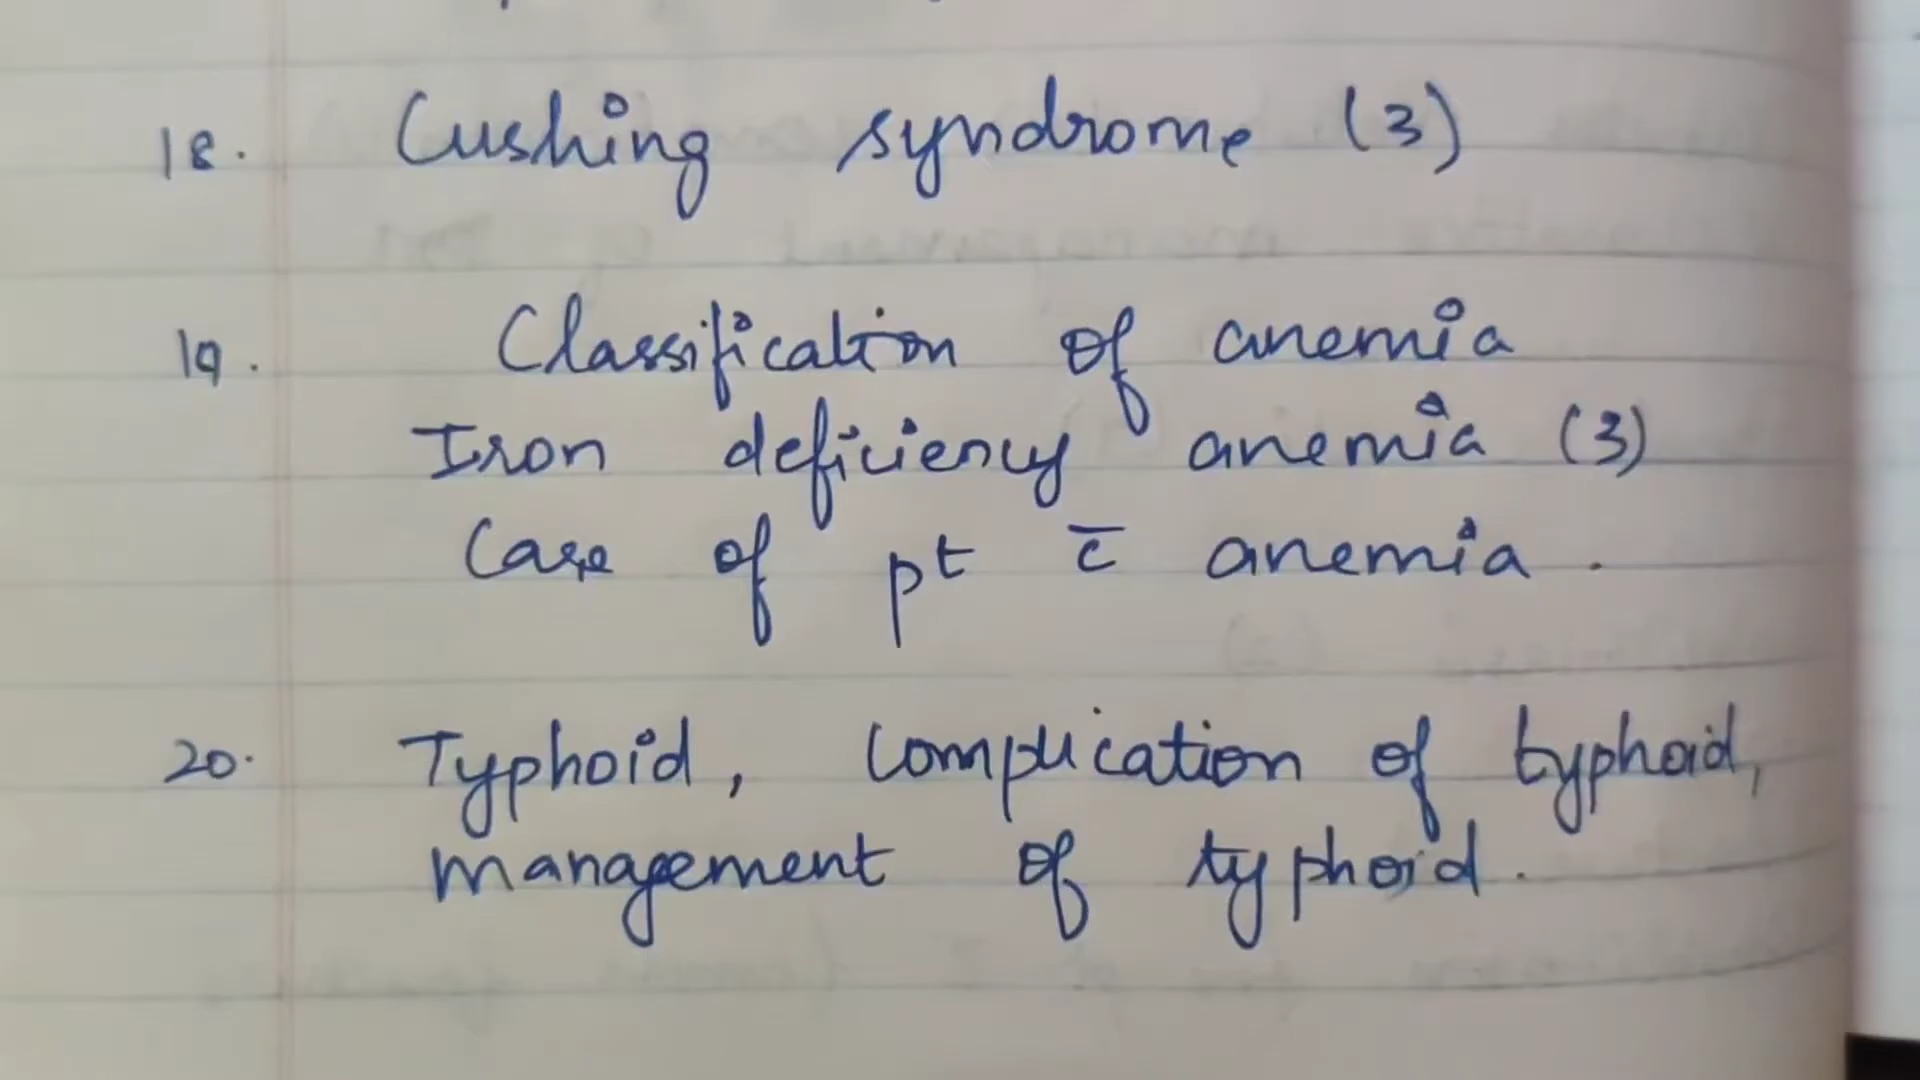 18. Cushing syndrome (3)
19. Classification of anemia
Iron deficiency anemia (3)
Case of pt c̅ anemia.
20. Typhoid, complication of typhoid,
management of typhoid.